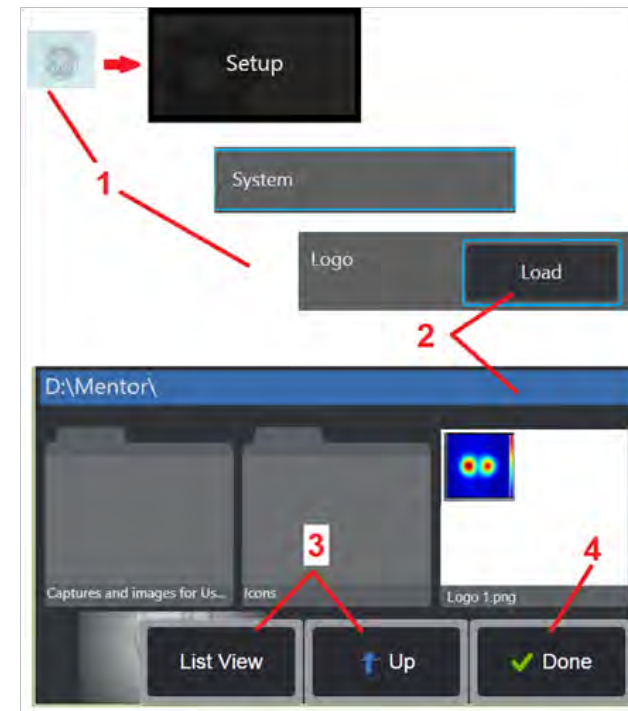 Setup
1
System
Logo
Load
2
D:\Mentor\
3
4
Captures and images for Us...
Icons
Logo 1.png
List View
Up
Done